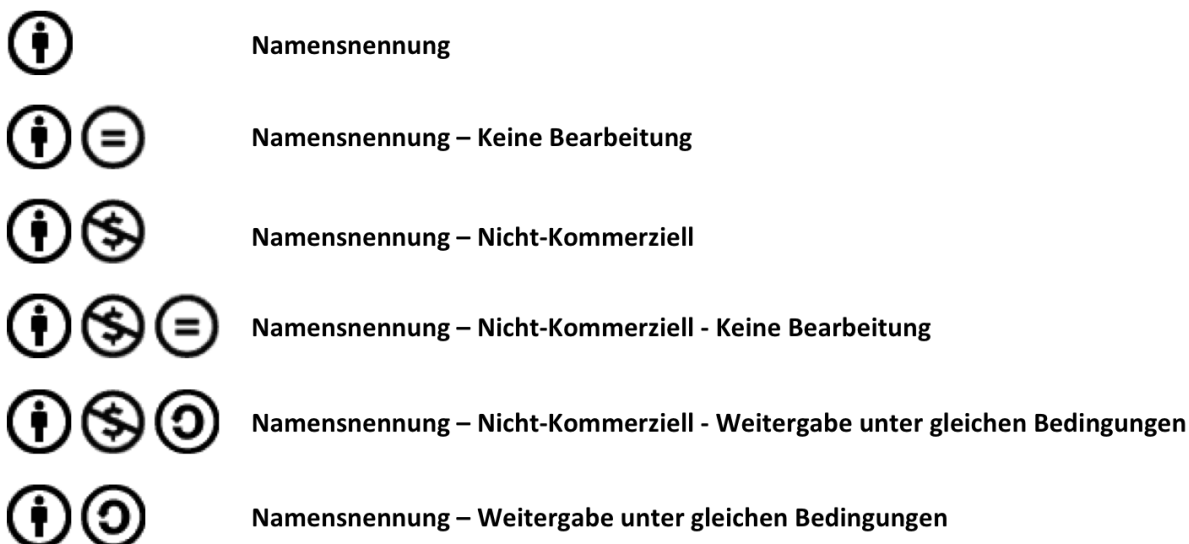 Namensnennung
Namensnennung – Keine Bearbeitung
Namensnennung – Nicht-Kommerziell
Namensnennung – Nicht-Kommerziell - Keine Bearbeitung
Namensnennung – Nicht-Kommerziell - Weitergabe unter gleichen Bedingungen
Namensnennung – Weitergabe unter gleichen Bedingungen